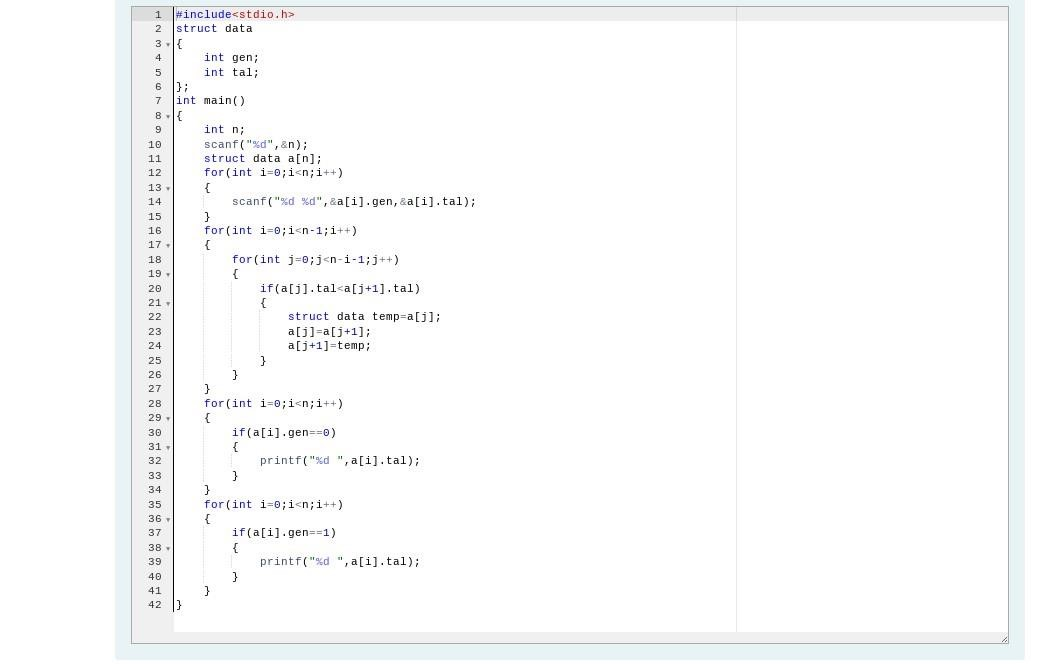 1 #include<stdio.h>
2 struct data
3 {
4     int gen;
5     int tal;
6 };
7 int main()
8 {
9     int n;
10     scanf("%d",&n);
11     struct data a[n];
12     for(int i=0;i<n;i++)
13     {
14         scanf("%d %d",&a[i].gen,&a[i].tal);
15     }
16     for(int i=0;i<n-1;i++)
17     {
18         for(int j=0;j<n-i-1;j++)
19         {
20             if(a[j].tal<a[j+1].tal)
21             {
22                 struct data temp=a[j];
23                 a[j]=a[j+1];
24                 a[j+1]=temp;
25             }
26         }
27     }
28     for(int i=0;i<n;i++)
29     {
30         if(a[i].gen==0)
31         {
32             printf("%d ",a[i].tal);
33         }
34     }
35     for(int i=0;i<n;i++)
36     {
37         if(a[i].gen==1)
38         {
39             printf("%d ",a[i].tal);
40         }
41     }
42 }